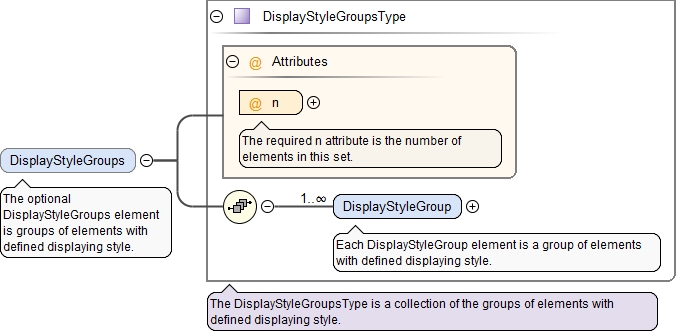 DisplayStyleGroupsType
@ Attributes
@ n
The required n attribute is the number of
elements in this set.
DisplayStyleGroups
The optional
DisplayStyleGroups element
is groups of elements with
defined displaying style.
1..∞
DisplayStyleGroup
Each DisplayStyleGroup element is a group of elements
with defined displaying style.
The DisplayStyleGroupsType is a collection of the groups of elements with
defined displaying style.